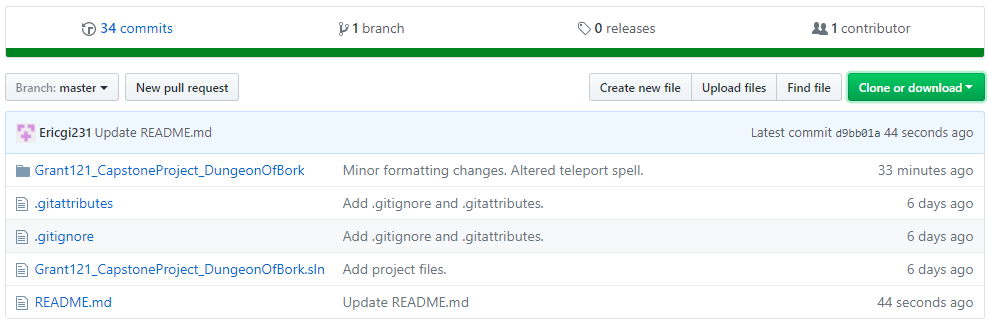 34 commits 1 branch 0 releases 1 contributor
Branch: master New pull request Create new file Upload files Find file Clone or download
Ericgi231 Update README.md Latest commit d9bb01a 44 seconds ago
Grant121_CapstoneProject_DungeonOfBork Minor formatting changes. Altered teleport spell. 33 minutes ago
.gitattributes Add .gitignore and .gitattributes. 6 days ago
.gitignore Add .gitignore and .gitattributes. 6 days ago
Grant121_CapstoneProject_DungeonOfBork.sln Add project files. 6 days ago
README.md Update README.md 44 seconds ago